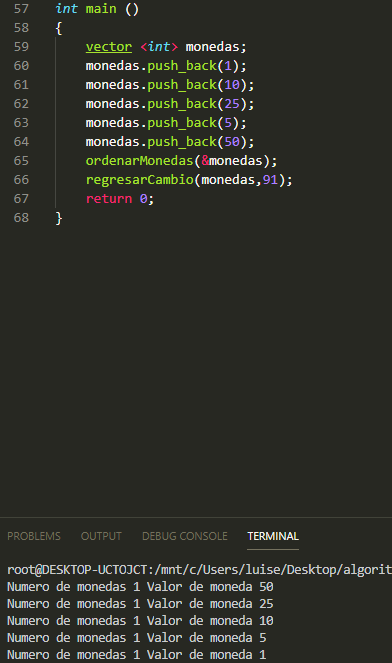 57 int main ()
58 {
59 vector <int> monedas;
60 monedas.push_back(1);
61 monedas.push_back(10);
62 monedas.push_back(25);
63 monedas.push_back(5);
64 monedas.push_back(50);
65 ordenarMonedas(&monedas);
66 regresarCambio(monedas,91);
67 return 0;
68 }
PROBLEMS OUTPUT DEBUG CONSOLE TERMINAL
root@DESKTOP-UCTOJCT:/mnt/c/Users/luise/Desktop/algorit
Numero de monedas 1 Valor de moneda 50
Numero de monedas 1 Valor de moneda 25
Numero de monedas 1 Valor de moneda 10
Numero de monedas 1 Valor de moneda 5
Numero de monedas 1 Valor de moneda 1